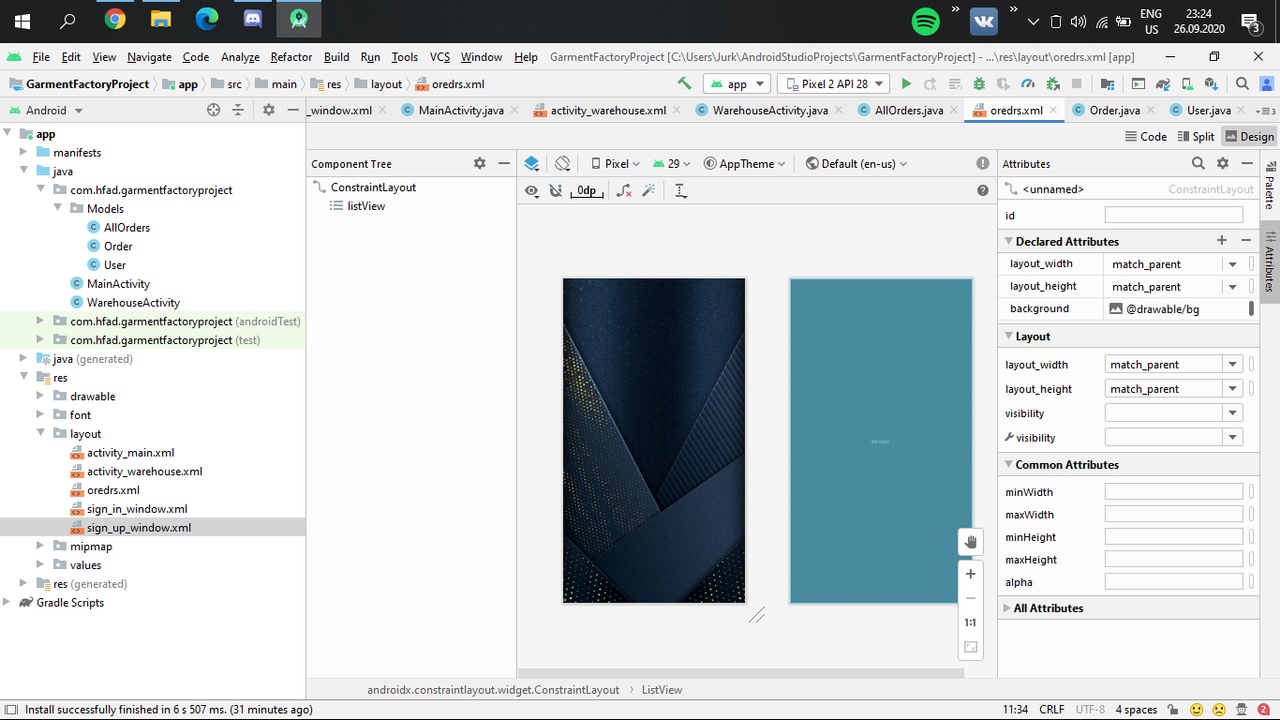 ENG
US
23:24
26.09.2020
3
File Edit View Navigate Code Analyze Refactor Build Run Tools VCS Window Help GarmentFactoryProject [C:\Users\Jurk\AndroidStudioProjects\GarmentFactoryProject] - ...\res\layout\oredrs.xml [app]
GarmentFactoryProject app src main res layout oredrs.xml app Pixel 2 API 28
Android _window.xml MainActivity.java activity_warehouse.xml WarehouseActivity.java AllOrders.java oredrs.xml Order.java User.java
Code Split Design
app
manifests
java
com.hfad.garmentfactoryproject
Models
AllOrders
Order
User
MainActivity
WarehouseActivity
com.hfad.garmentfactoryproject (androidTest)
com.hfad.garmentfactoryproject (test)
java (generated)
res
drawable
font
layout
activity_main.xml
activity_warehouse.xml
oredrs.xml
sign_in_window.xml
sign_up_window.xml
mipmap
values
res (generated)
Gradle Scripts
Component Tree
ConstraintLayout
listView
Pixel 29 AppTheme Default (en-us)
0dp
1:1
Attributes
<unnamed> ConstraintLayout
id
Declared Attributes
layout_width match_parent
layout_height match_parent
background @drawable/bg
Layout
layout_width match_parent
layout_height match_parent
visibility
visibility
Common Attributes
minWidth
maxWidth
minHeight
maxHeight
alpha
All Attributes
Palette
Attributes
androidx.constraintlayout.widget.ConstraintLayout › ListView
Install successfully finished in 6 s 507 ms. (31 minutes ago) 11:34 CRLF UTF-8 4 spaces 2